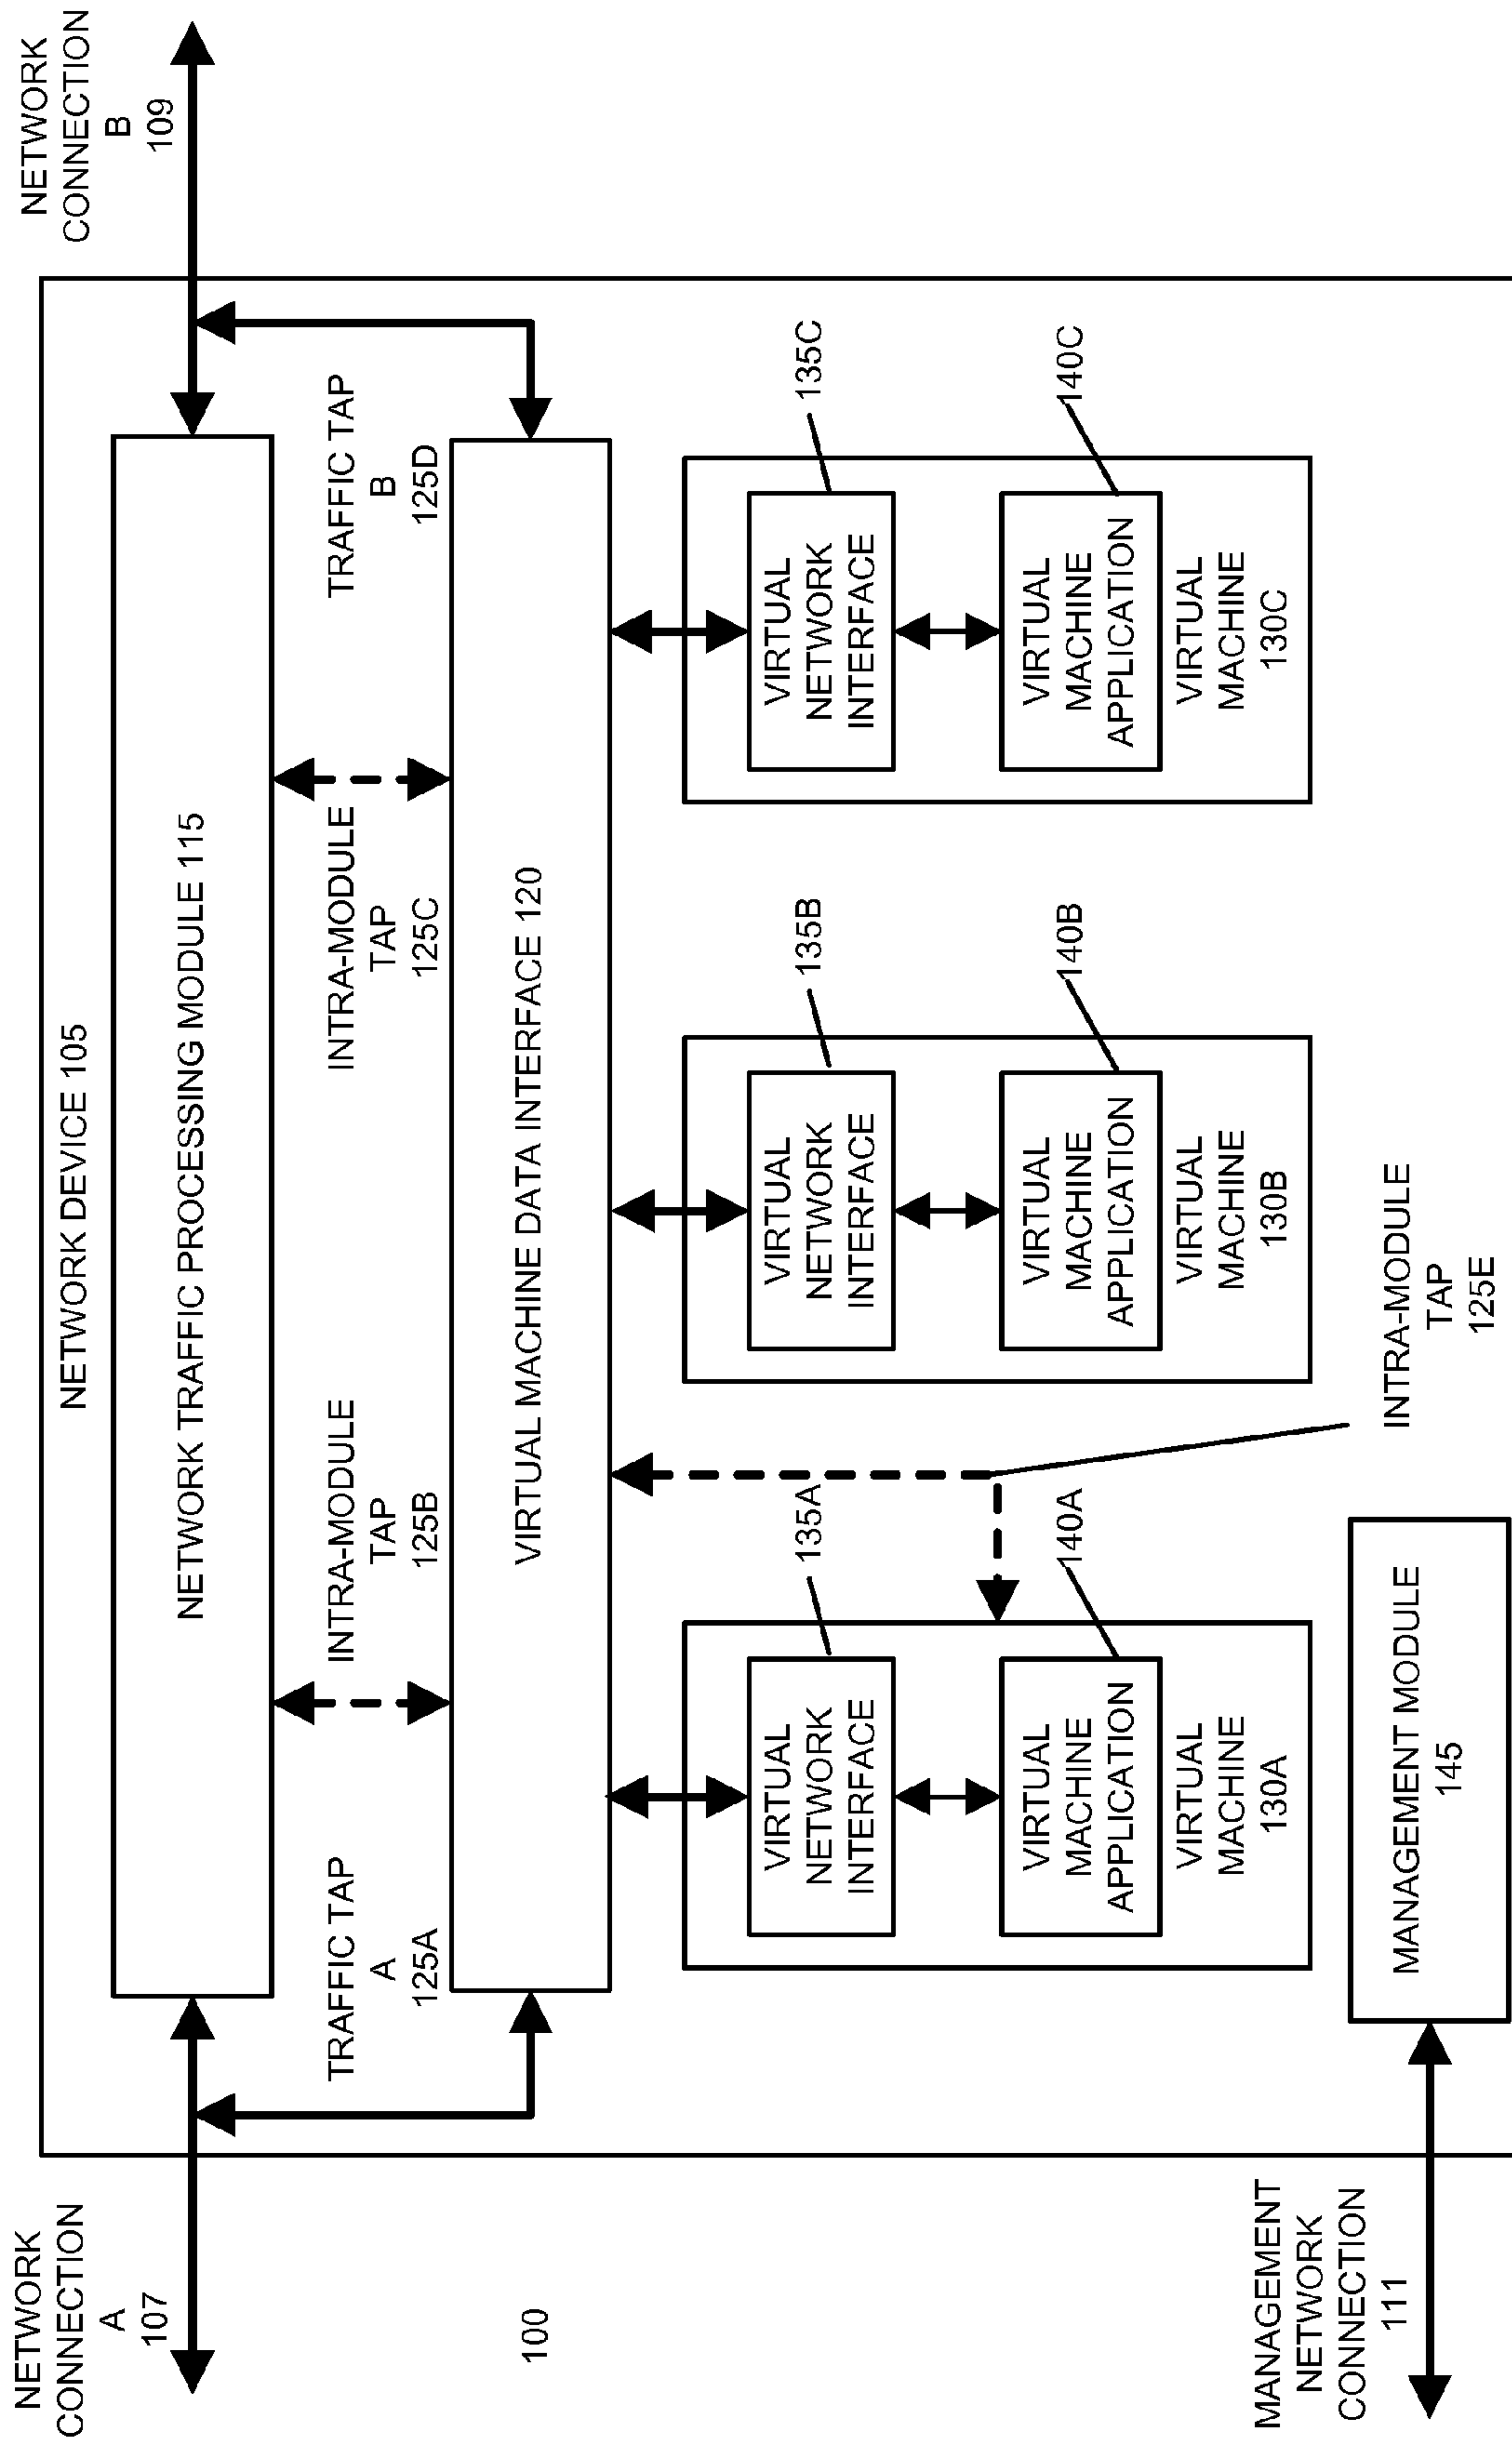 NETWORK
CONNECTION
A
107
NETWORK DEVICE 105
NETWORK
CONNECTION
B
109
NETWORK TRAFFIC PROCESSING MODULE 115
TRAFFIC TAP
A
125A
INTRA-MODULE
TAP
125B
INTRA-MODULE
TAP
125C
TRAFFIC TAP
B
125D
100
VIRTUAL MACHINE DATA INTERFACE 120
VIRTUAL
NETWORK
INTERFACE
135A
VIRTUAL
MACHINE
APPLICATION
140A
VIRTUAL
MACHINE
130A
VIRTUAL
NETWORK
INTERFACE
135B
VIRTUAL
MACHINE
APPLICATION
140B
VIRTUAL
MACHINE
130B
VIRTUAL
NETWORK
INTERFACE
135C
VIRTUAL
MACHINE
APPLICATION
140C
VIRTUAL
MACHINE
130C
MANAGEMENT
NETWORK
CONNECTION
111
MANAGEMENT MODULE
145
INTRA-MODULE
TAP
125E